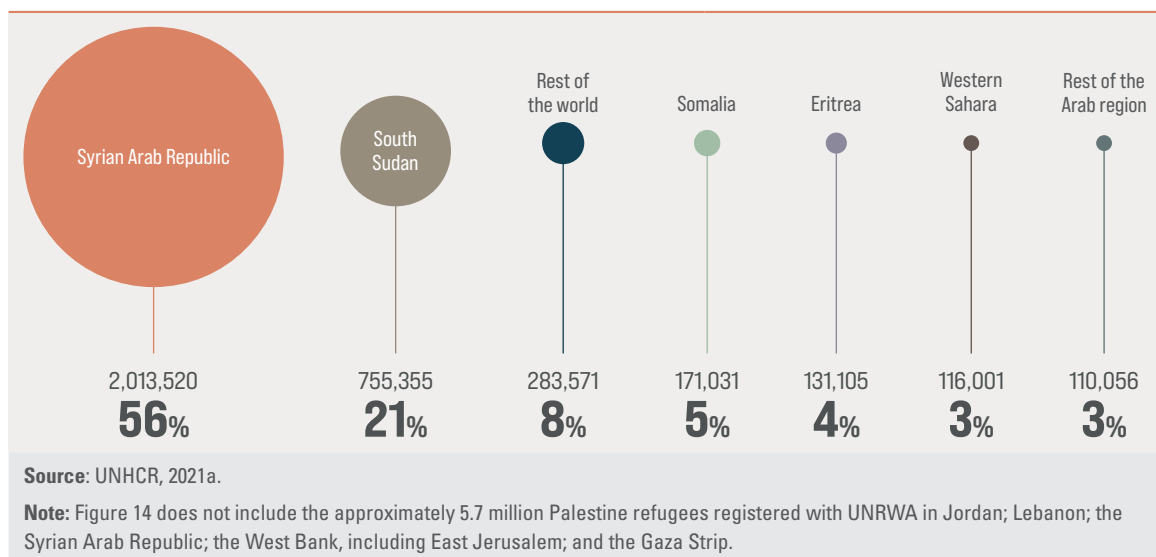 Syrian Arab Republic
South
Sudan
Rest of
the world
Somalia
Eritrea
Western
Sahara
Rest of the
Arab region
2,013,520
56%
755,355
21%
283,571
8%
171,031
5%
131,105
4%
116,001
3%
110,056
3%
Source: UNHCR, 2021a.
Note: Figure 14 does not include the approximately 5.7 million Palestine refugees registered with UNRWA in Jordan; Lebanon; the
Syrian Arab Republic; the West Bank, including East Jerusalem; and the Gaza Strip.